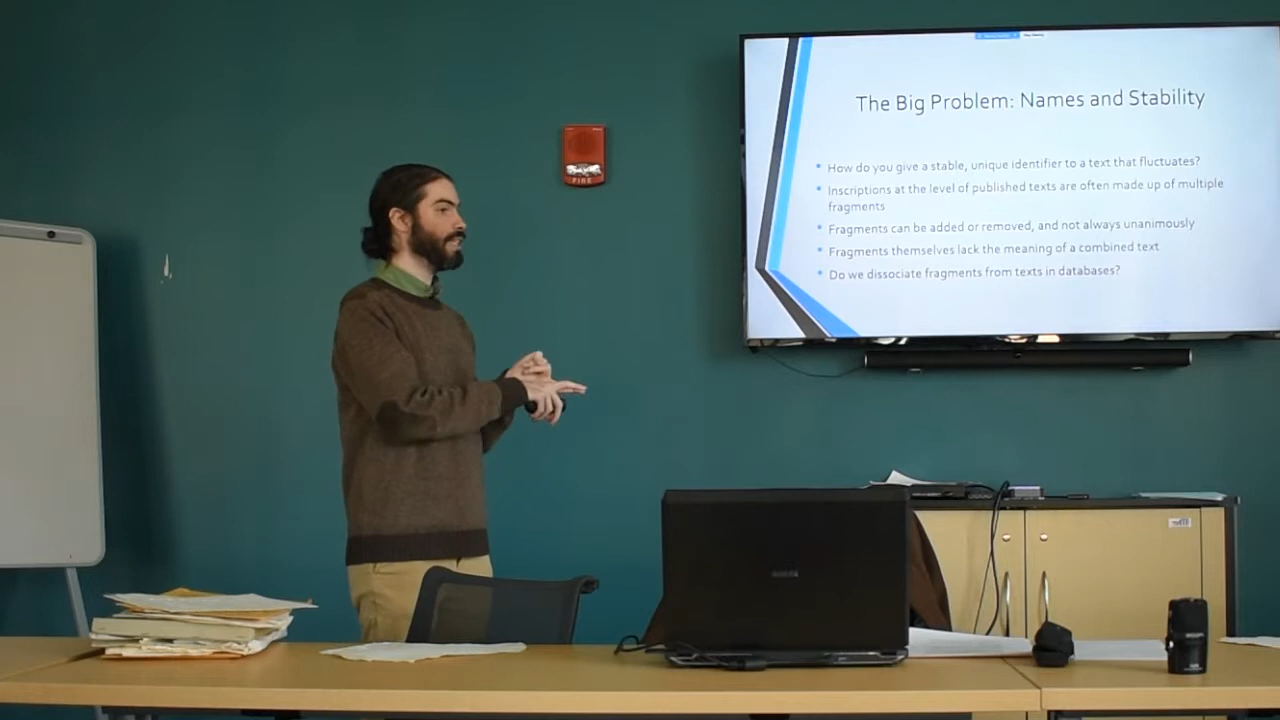 The Big Problem: Names and Stability
How do you give a stable, unique identifier to a text that fluctuates?
Inscriptions at the level of published texts are often made up of multiple
fragments
Fragments can be added or removed, and not always unanimously
Fragments themselves lack the meaning of a combined text
Do we dissociate fragments from texts in databases?
FIRE